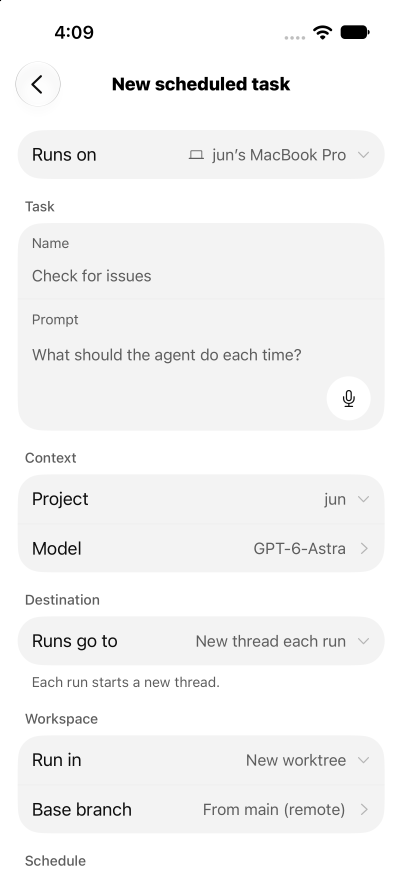 4:09
New scheduled task
Runs on jun’s MacBook Pro
Task
Name
Check for issues
Prompt
What should the agent do each time?
Context
Project jun
Model GPT-6-Astra
Destination
Runs go to New thread each run
Each run starts a new thread.
Workspace
Run in New worktree
Base branch From main (remote)
Schedule